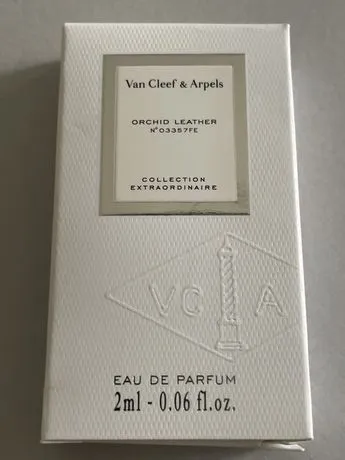 Van Cleef & Arpels
ORCHID LEATHER
N°03357FE
COLLECTION
EXTRAORDINAIRE
VC A
EAU DE PARFUM
2ml - 0.06 fl.oz.